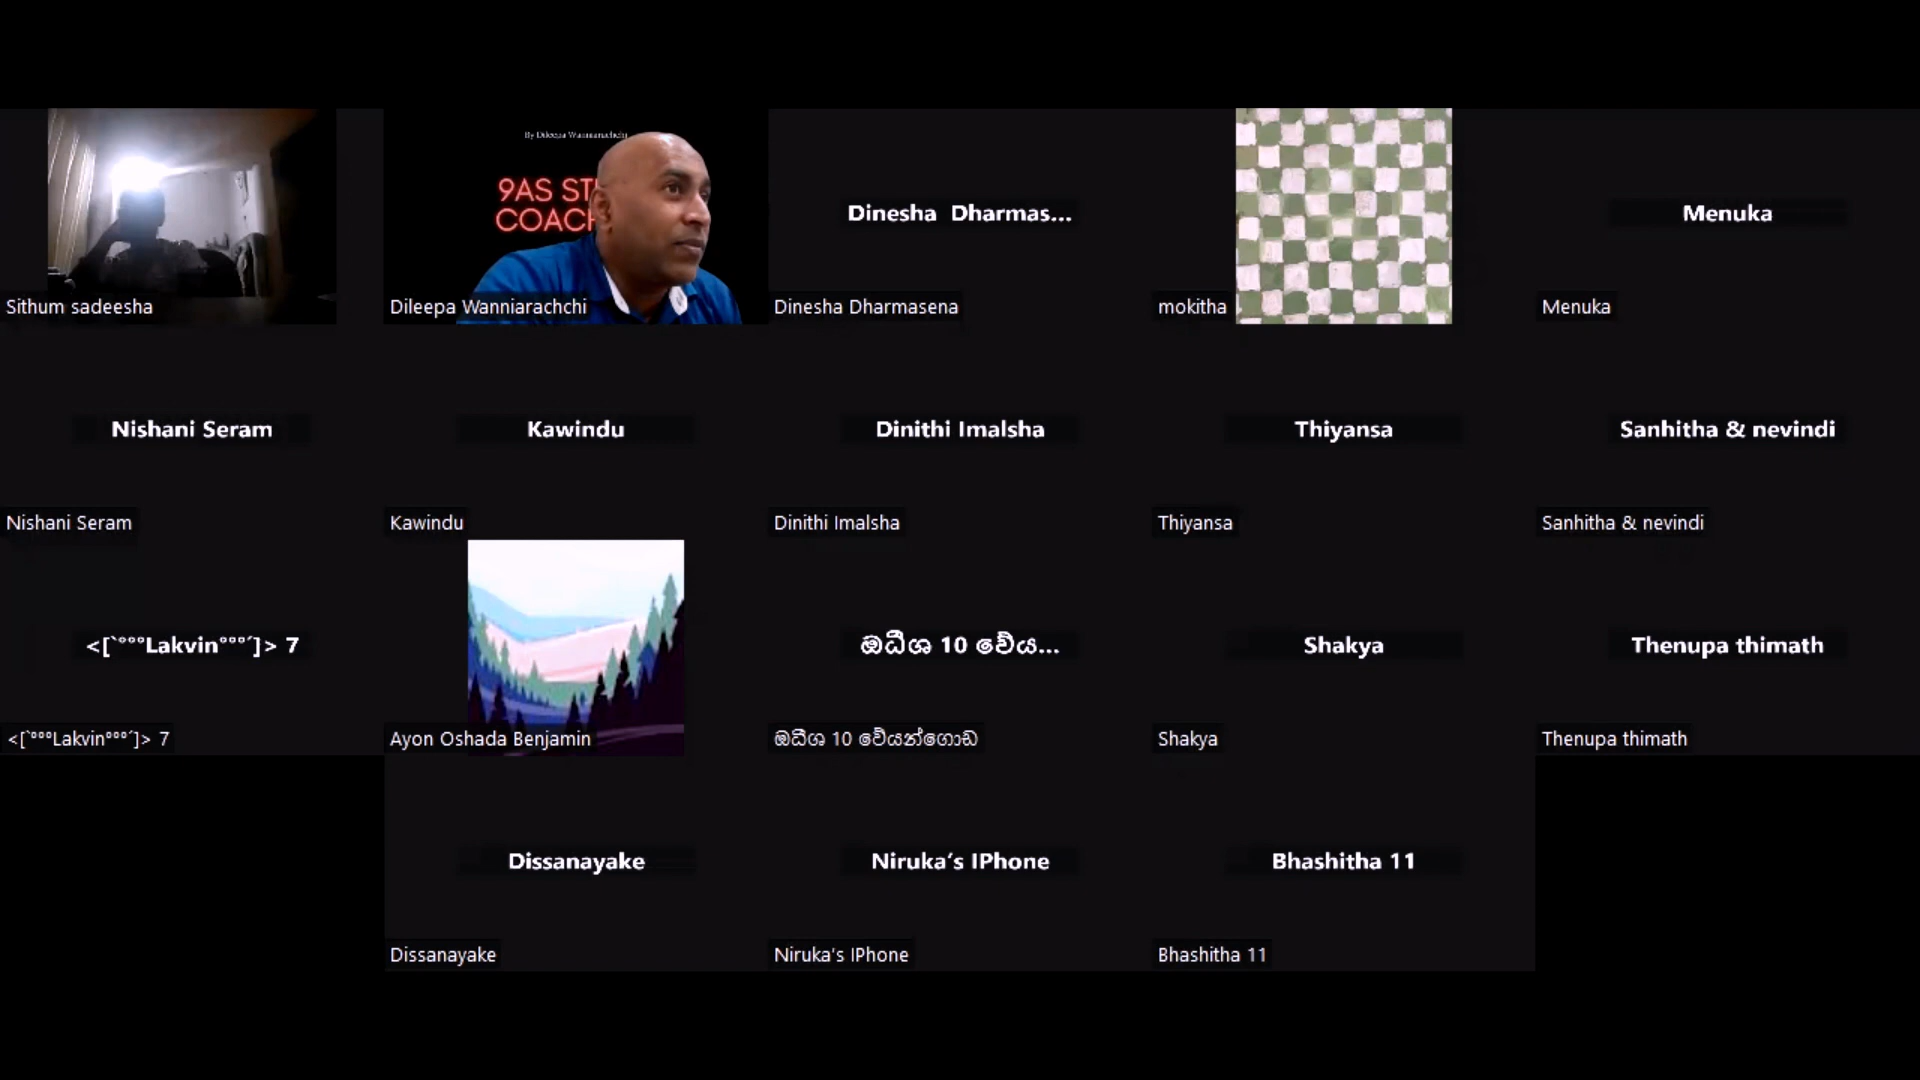 By Dileepa Wanniarachchi
9AS
COACH
Dinesha Dharmas...
Menuka
Sithum sadeesha
Dileepa Wanniarachchi
Dinesha Dharmasena
mokitha
Menuka
Nishani Seram
Kawindu
Dinithi Imalsha
Thiyansa
Sanhitha & nevindi
Nishani Seram
Kawindu
Dinithi Imalsha
Thiyansa
Sanhitha & nevindi
<[`°°°Lakvin°°°´]> 7
ඔධීශ 10 වේය...
Shakya
Thenupa thimath
<[`°°°Lakvin°°°´]> 7
Ayon Oshada Benjamin
ඔධීශ 10 වේයන්ගොඩ
Shakya
Thenupa thimath
Dissanayake
Niruka’s IPhone
Bhashitha 11
Dissanayake
Niruka's IPhone
Bhashitha 11